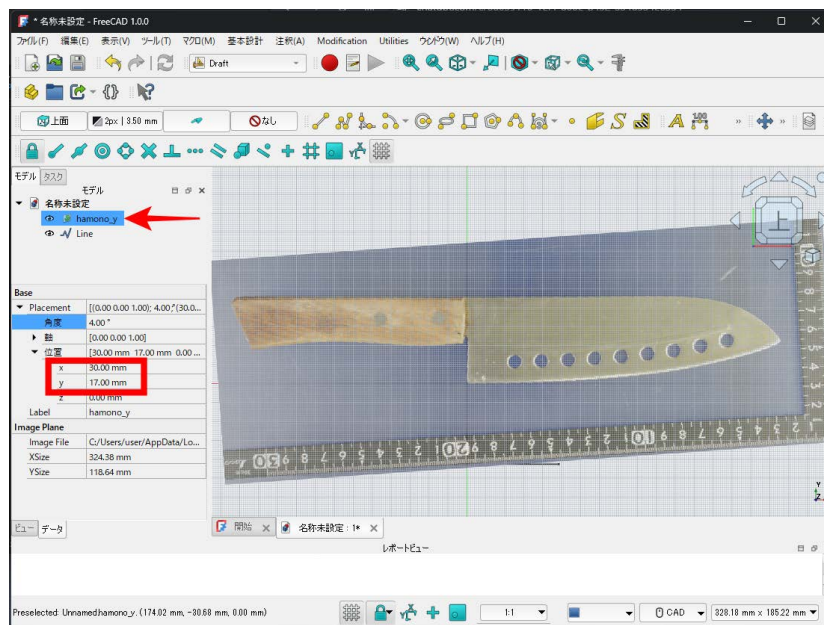 * 名称未設定 - FreeCAD 1.0.0
ファイル(F) 編集(E) 表示(V) ツール(T) マクロ(M) 基本設計 注釈(A) Modification Utilities ウィンドウ(W) ヘルプ(H)
Draft
上面 2px | 3.50 mm なし
モデル タスク
モデル
名称未設定
hamono_y
Line
上
Base
Placement [(0.00 0.00 1.00); 4.00 °; (30.0...
角度 4.00 °
軸 [0.00 0.00 1.00]
位置 [30.00 mm 17.00 mm 0.00 ...
x 30.00 mm
y 17.00 mm
z 0.00 mm
Label hamono_y
Image Plane
Image File C:/Users/user/AppData/Lo...
XSize 324.38 mm
YSize 118.64 mm
Y
Z
ビュー データ
開始 名称未設定 : 1*
レポートビュー
Preselected: Unnamed.hamono_y. (174.02 mm, -30.68 mm, 0.00 mm)
1:1 CAD 328.18 mm x 185.22 mm